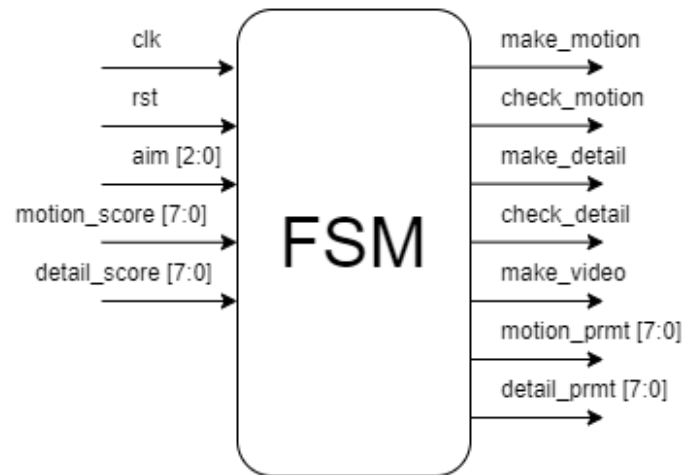 clk
rst
aim [2:0]
motion_score [7:0]
detail_score [7:0]
FSM
make_motion
check_motion
make_detail
check_detail
make_video
motion_prmt [7:0]
detail_prmt [7:0]